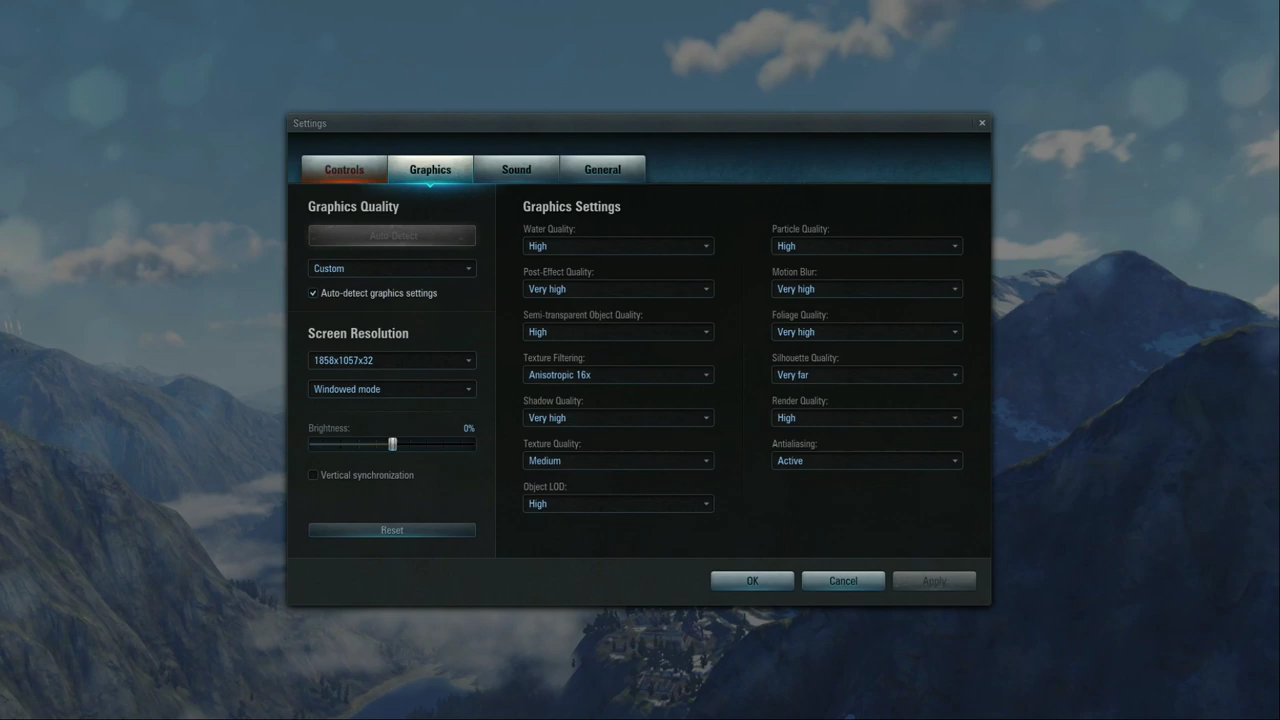 Settings
Controls
Graphics
Sound
General
Graphics Quality
Auto-Detect
Custom
Auto-detect graphics settings
Screen Resolution
1858x1057x32
Windowed mode
Brightness: 0%
Vertical synchronization
Reset
Graphics Settings
Water Quality:
High
Post-Effect Quality:
Very high
Semi-transparent Object Quality:
High
Texture Filtering:
Anisotropic 16x
Shadow Quality:
Very high
Texture Quality:
Medium
Object LOD:
High
Particle Quality:
High
Motion Blur:
Very high
Foliage Quality:
Very high
Silhouette Quality:
Very far
Render Quality:
High
Antialiasing:
Active
OK
Cancel
Apply